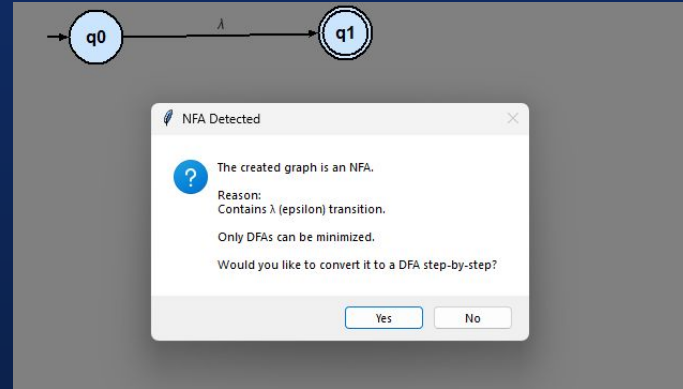 λ
q0
q1
NFA Detected
The created graph is an NFA.
Reason:
Contains λ (epsilon) transition.
Only DFAs can be minimized.
Would you like to convert it to a DFA step-by-step?
Yes
No